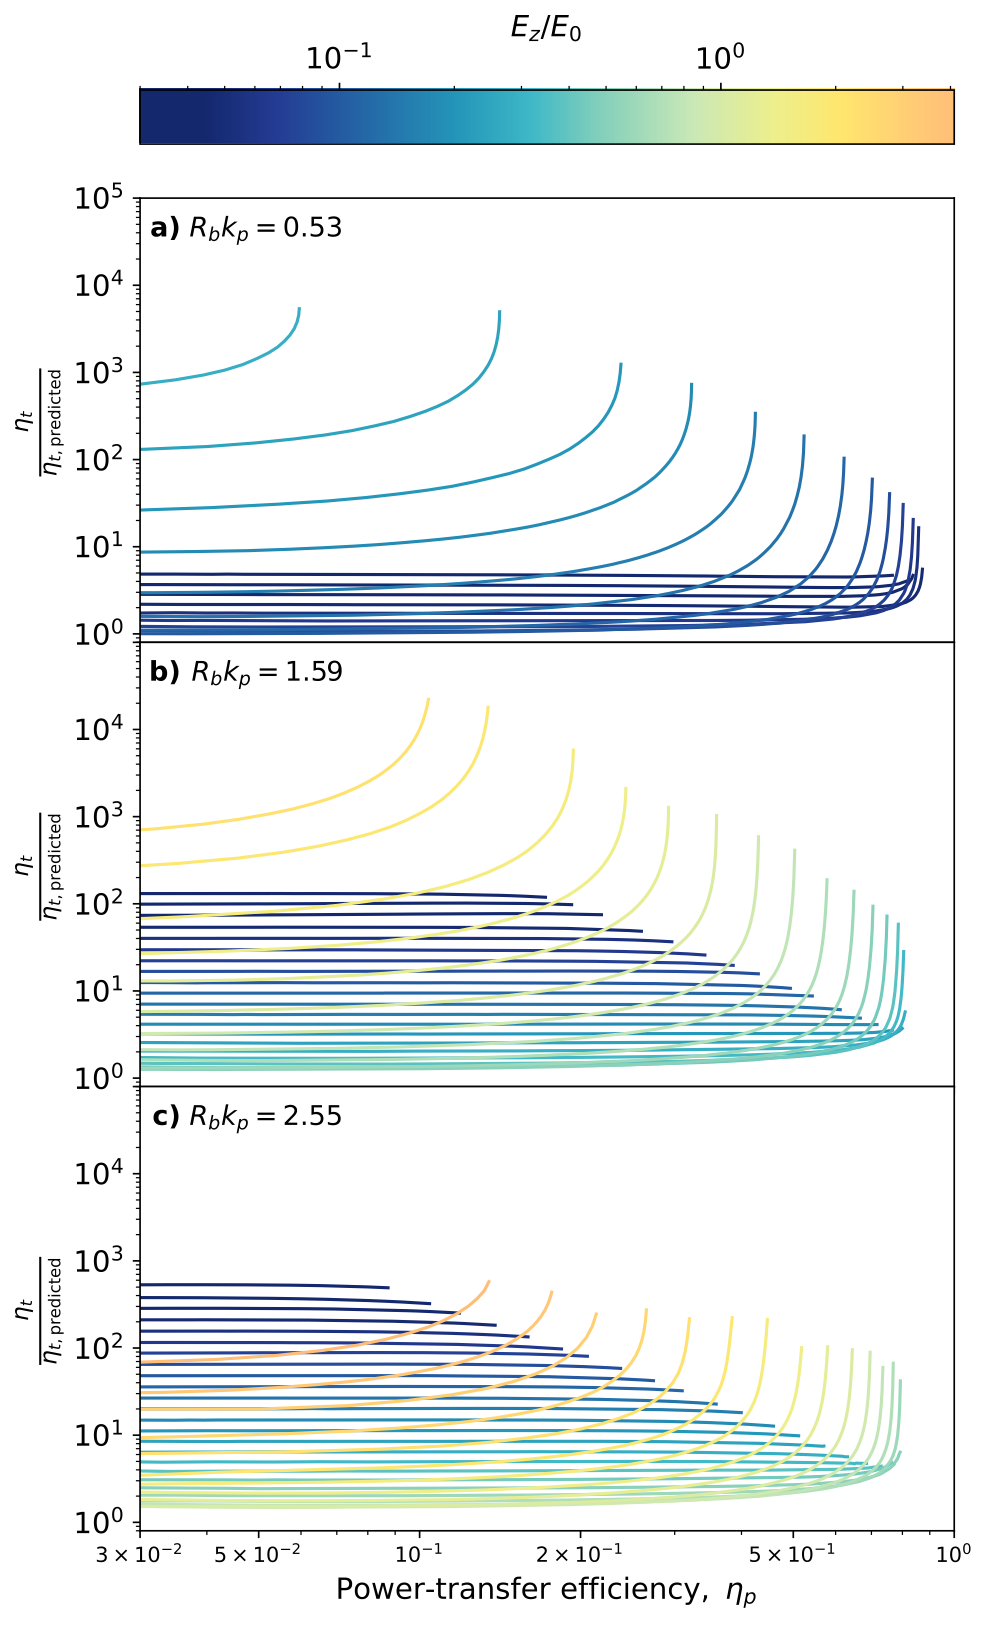 E_z/E_0
10^−1 10^0
10^5
a) R_b k_p = 0.53
10^4
10^3
η_t
η_t, predicted
10^2
10^1
10^0
b) R_b k_p = 1.59
10^4
10^3
η_t
η_t, predicted
10^2
10^1
10^0
c) R_b k_p = 2.55
10^4
10^3
η_t
η_t, predicted
10^2
10^1
10^0
3 × 10^−2 5 × 10^−2 10^−1 2 × 10^−1 5 × 10^−1 10^0
Power-transfer efficiency, η_p